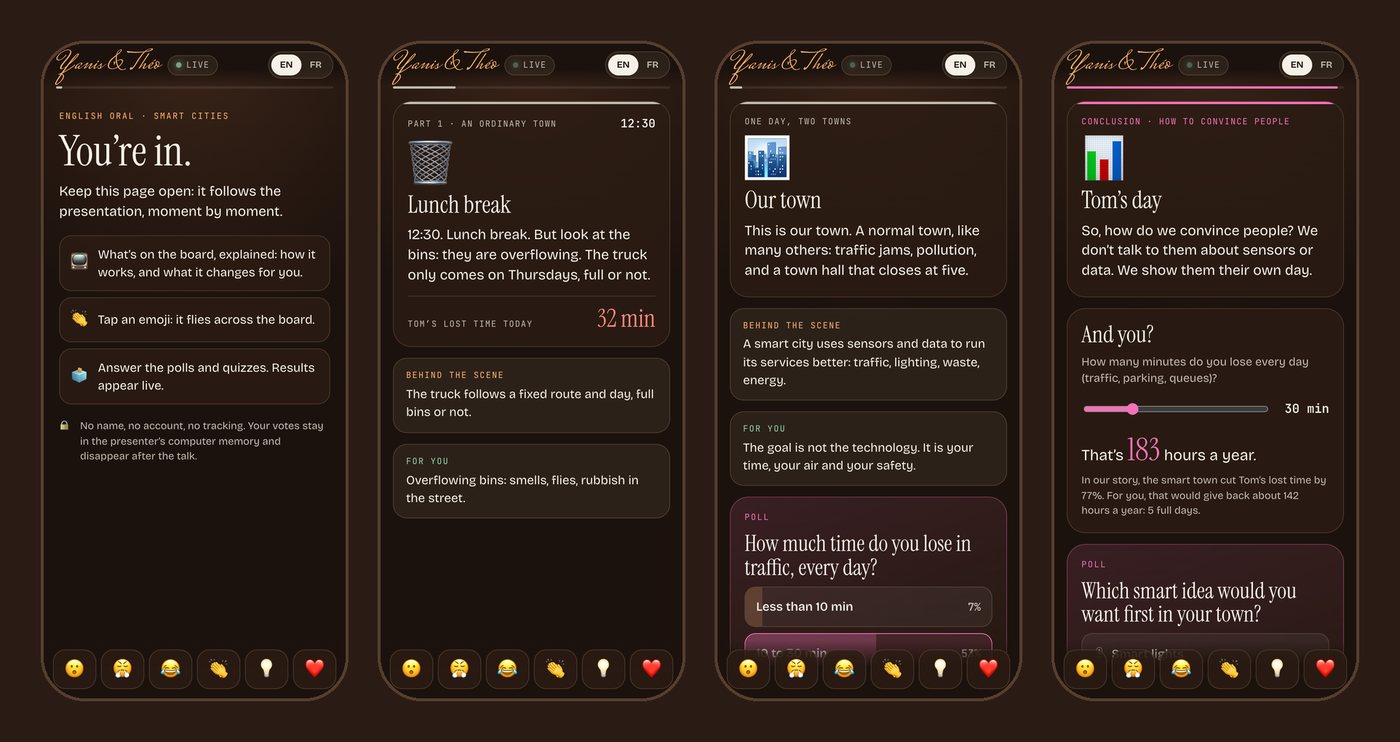 Yanis & Théo LIVE EN FR
ENGLISH ORAL · SMART CITIES
You're in.
Keep this page open: it follows the
presentation, moment by moment.
What's on the board, explained: how it
works, and what it changes for you.
Tap an emoji: it flies across the board.
Answer the polls and quizzes. Results
appear live.
No name, no account, no tracking. Your votes stay
in the presenter's computer memory and
disappear after the talk.
Yanis & Théo LIVE EN FR
PART 1 · AN ORDINARY TOWN 12:30
Lunch break
12:30. Lunch break. But look at the
bins: they are overflowing. The truck
only comes on Thursdays, full or not.
TOM'S LOST TIME TODAY 32 min
BEHIND THE SCENE
The truck follows a fixed route and day, full
bins or not.
FOR YOU
Overflowing bins: smells, flies, rubbish in
the street.
Yanis & Théo LIVE EN FR
ONE DAY, TWO TOWNS
Our town
This is our town. A normal town, like
many others: traffic jams, pollution,
and a town hall that closes at five.
BEHIND THE SCENE
A smart city uses sensors and data to run
its services better: traffic, lighting, waste,
energy.
FOR YOU
The goal is not the technology. It is your
time, your air and your safety.
POLL
How much time do you lose in
traffic, every day?
Less than 10 min 7%
10 to 30 min 57%
Yanis & Théo LIVE EN FR
CONCLUSION · HOW TO CONVINCE PEOPLE
Tom's day
So, how do we convince people? We
don't talk to them about sensors or
data. We show them their own day.
And you?
How many minutes do you lose every day
(traffic, parking, queues)?
30 min
That's 183 hours a year.
In our story, the smart town cut Tom's lost time by
77%. For you, that would give back about 142
hours a year: 5 full days.
POLL
Which smart idea would you
want first in your town?
Smart lights